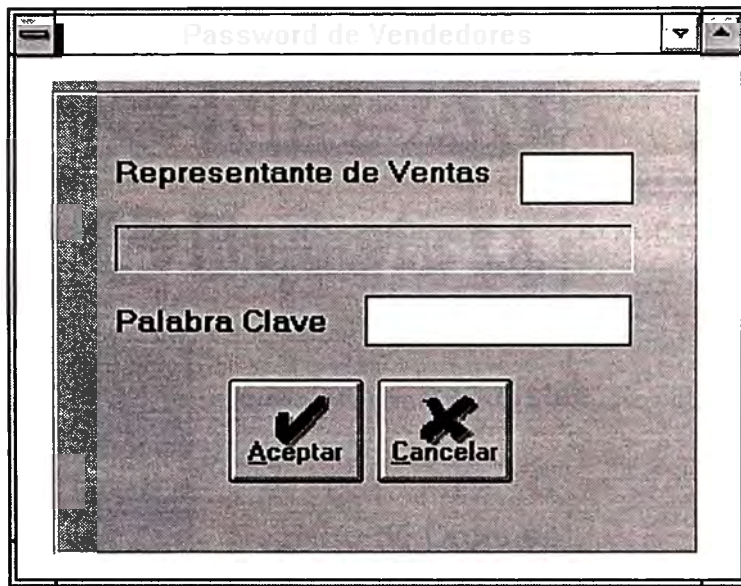 Password de Vendedores
Representante de Ventas
Palabra Clave
Aceptar
Cancelar